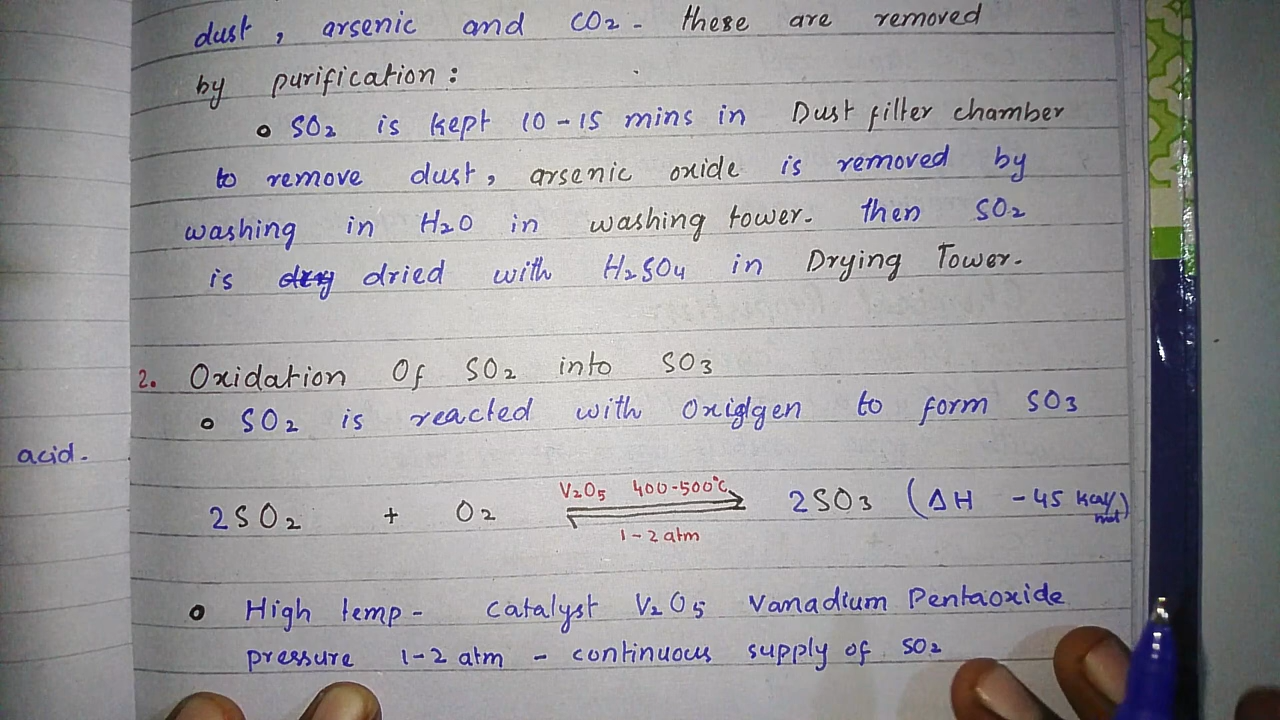 dust, arsenic and CO2 - these are removed
by purification:
o SO2 is kept 10-15 mins in Dust filter chamber
to remove dust, arsenic oxide is removed by
washing in H2O in washing tower. then SO2
is dry dried with H2SO4 in Drying Tower.
2. Oxidation Of SO2 into SO3
o SO2 is reacted with Oxiggen to form SO3
acid.
V2O5 400-500°C
2SO2 + O2 ⇌ 2SO3 (ΔH -45 Kcal/mol)
1-2 atm
o High temp - catalyst V2O5 Vanadium Pentaoxide
pressure 1-2 atm - continuous supply of SO2